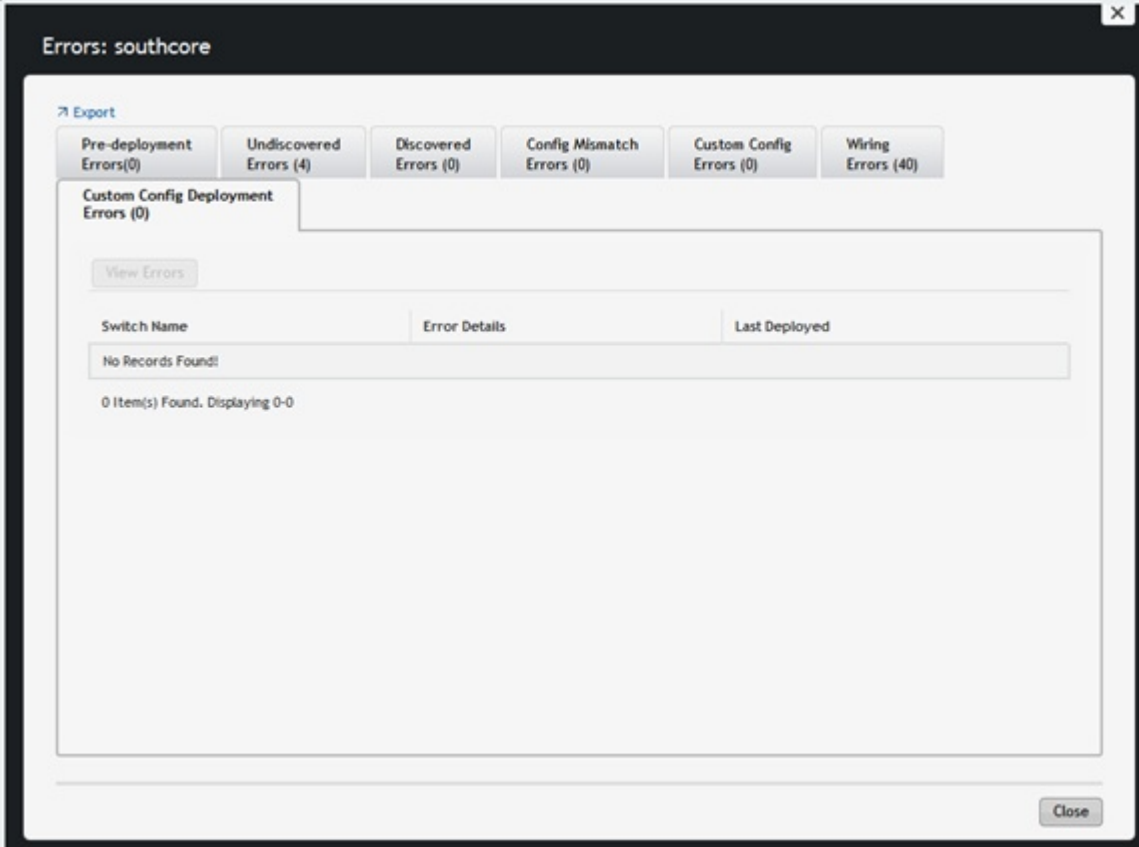 Errors: southcore
Export
Pre-deployment
Errors(0)
Undiscovered
Errors (4)
Discovered
Errors (0)
Config Mismatch
Errors (0)
Custom Config
Errors (0)
Wiring
Errors (40)
Custom Config Deployment
Errors (0)
View Errors
Switch Name
Error Details
Last Deployed
No Records Found!
0 Item(s) Found. Displaying 0-0
Close